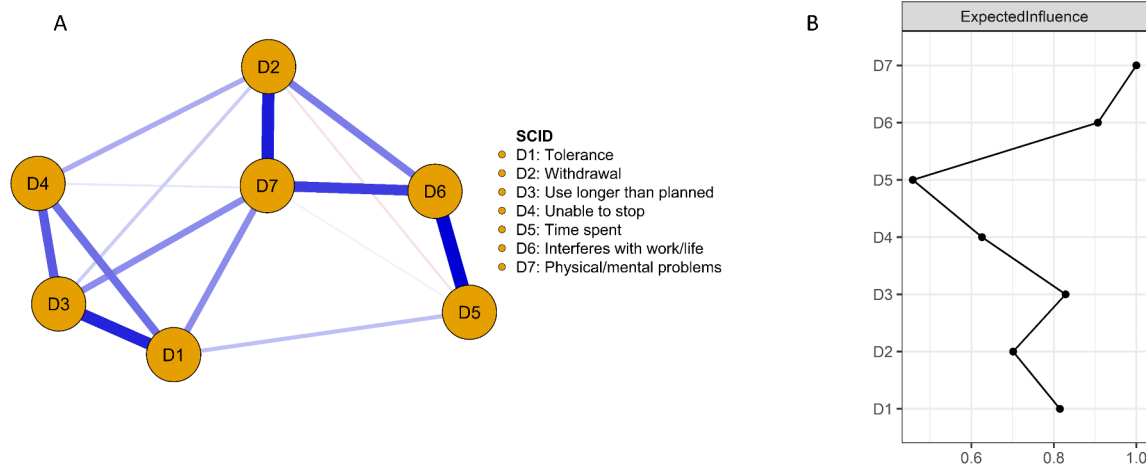 A
D2
D4
D7
D6
D3
D5
D1
SCID
D1: Tolerance
D2: Withdrawal
D3: Use longer than planned
D4: Unable to stop
D5: Time spent
D6: Interferes with work/life
D7: Physical/mental problems
B
ExpectedInfluence
D7
D6
D5
D4
D3
D2
D1
0.6 0.8 1.0